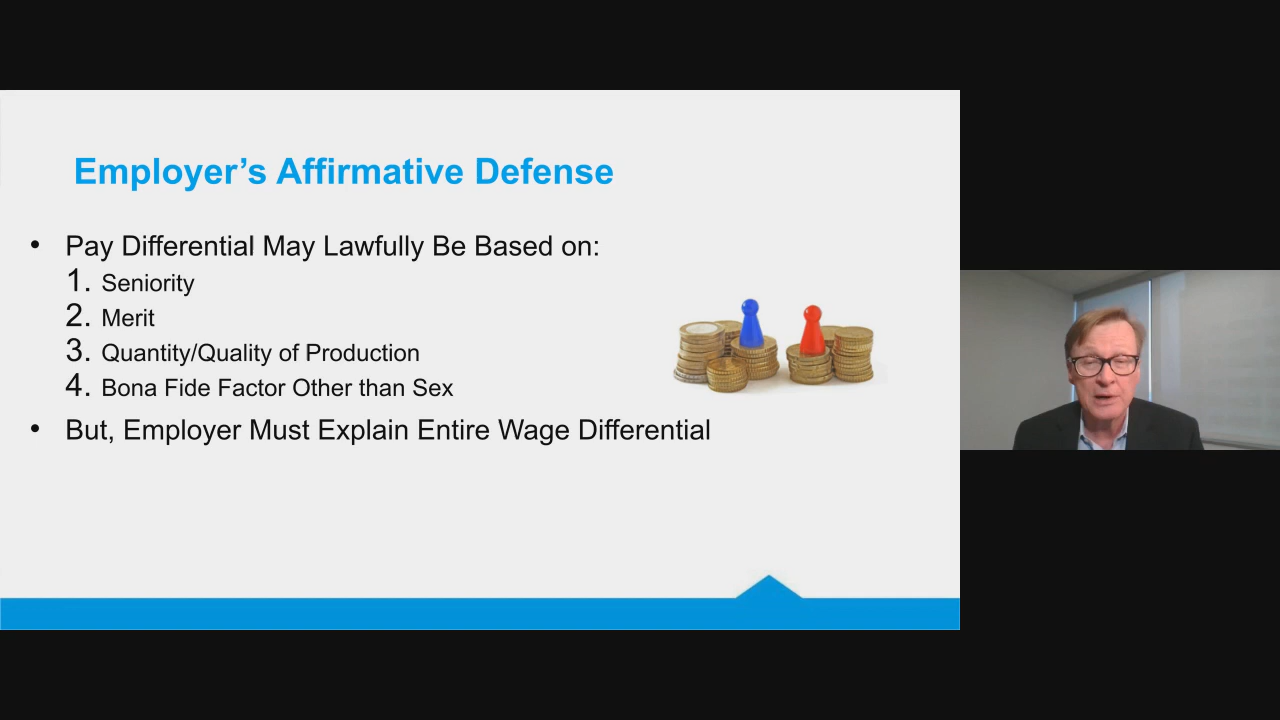 Employer’s Affirmative Defense
• Pay Differential May Lawfully Be Based on:
1. Seniority
2. Merit
3. Quantity/Quality of Production
4. Bona Fide Factor Other than Sex
• But, Employer Must Explain Entire Wage Differential